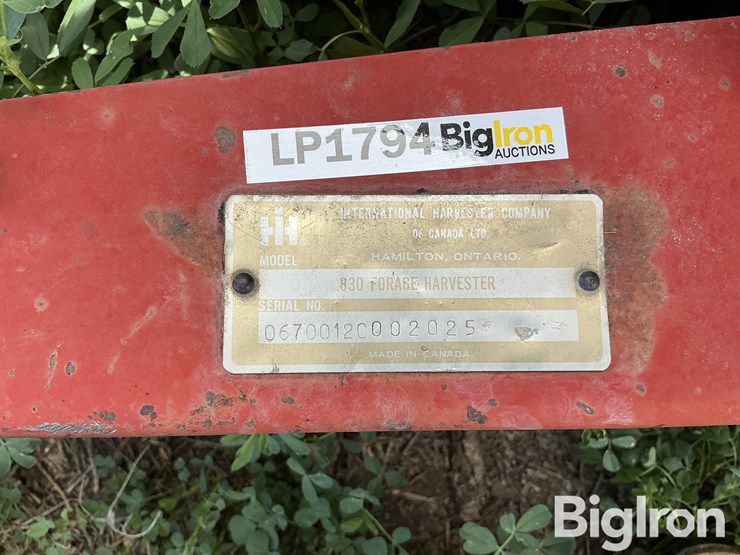 LP1794 BigIron
AUCTIONS
IH®
INTERNATIONAL HARVESTER COMPANY
OF CANADA LTD
MODEL HAMILTON, ONTARIO.
830 FORAGE HARVESTER
SERIAL NO.
0670012C002025*
MADE IN CANADA
BigIron